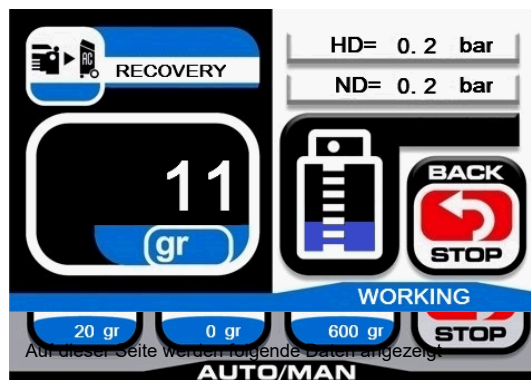 AC
RECOVERY
HD= 0. 2 bar
ND= 0. 2 bar
11
gr
BACK
STOP
WORKING
20 gr
0 gr
600 gr
STOP
Auf dieser Seite werden folgende Daten angezeigt
AUTO/MAN